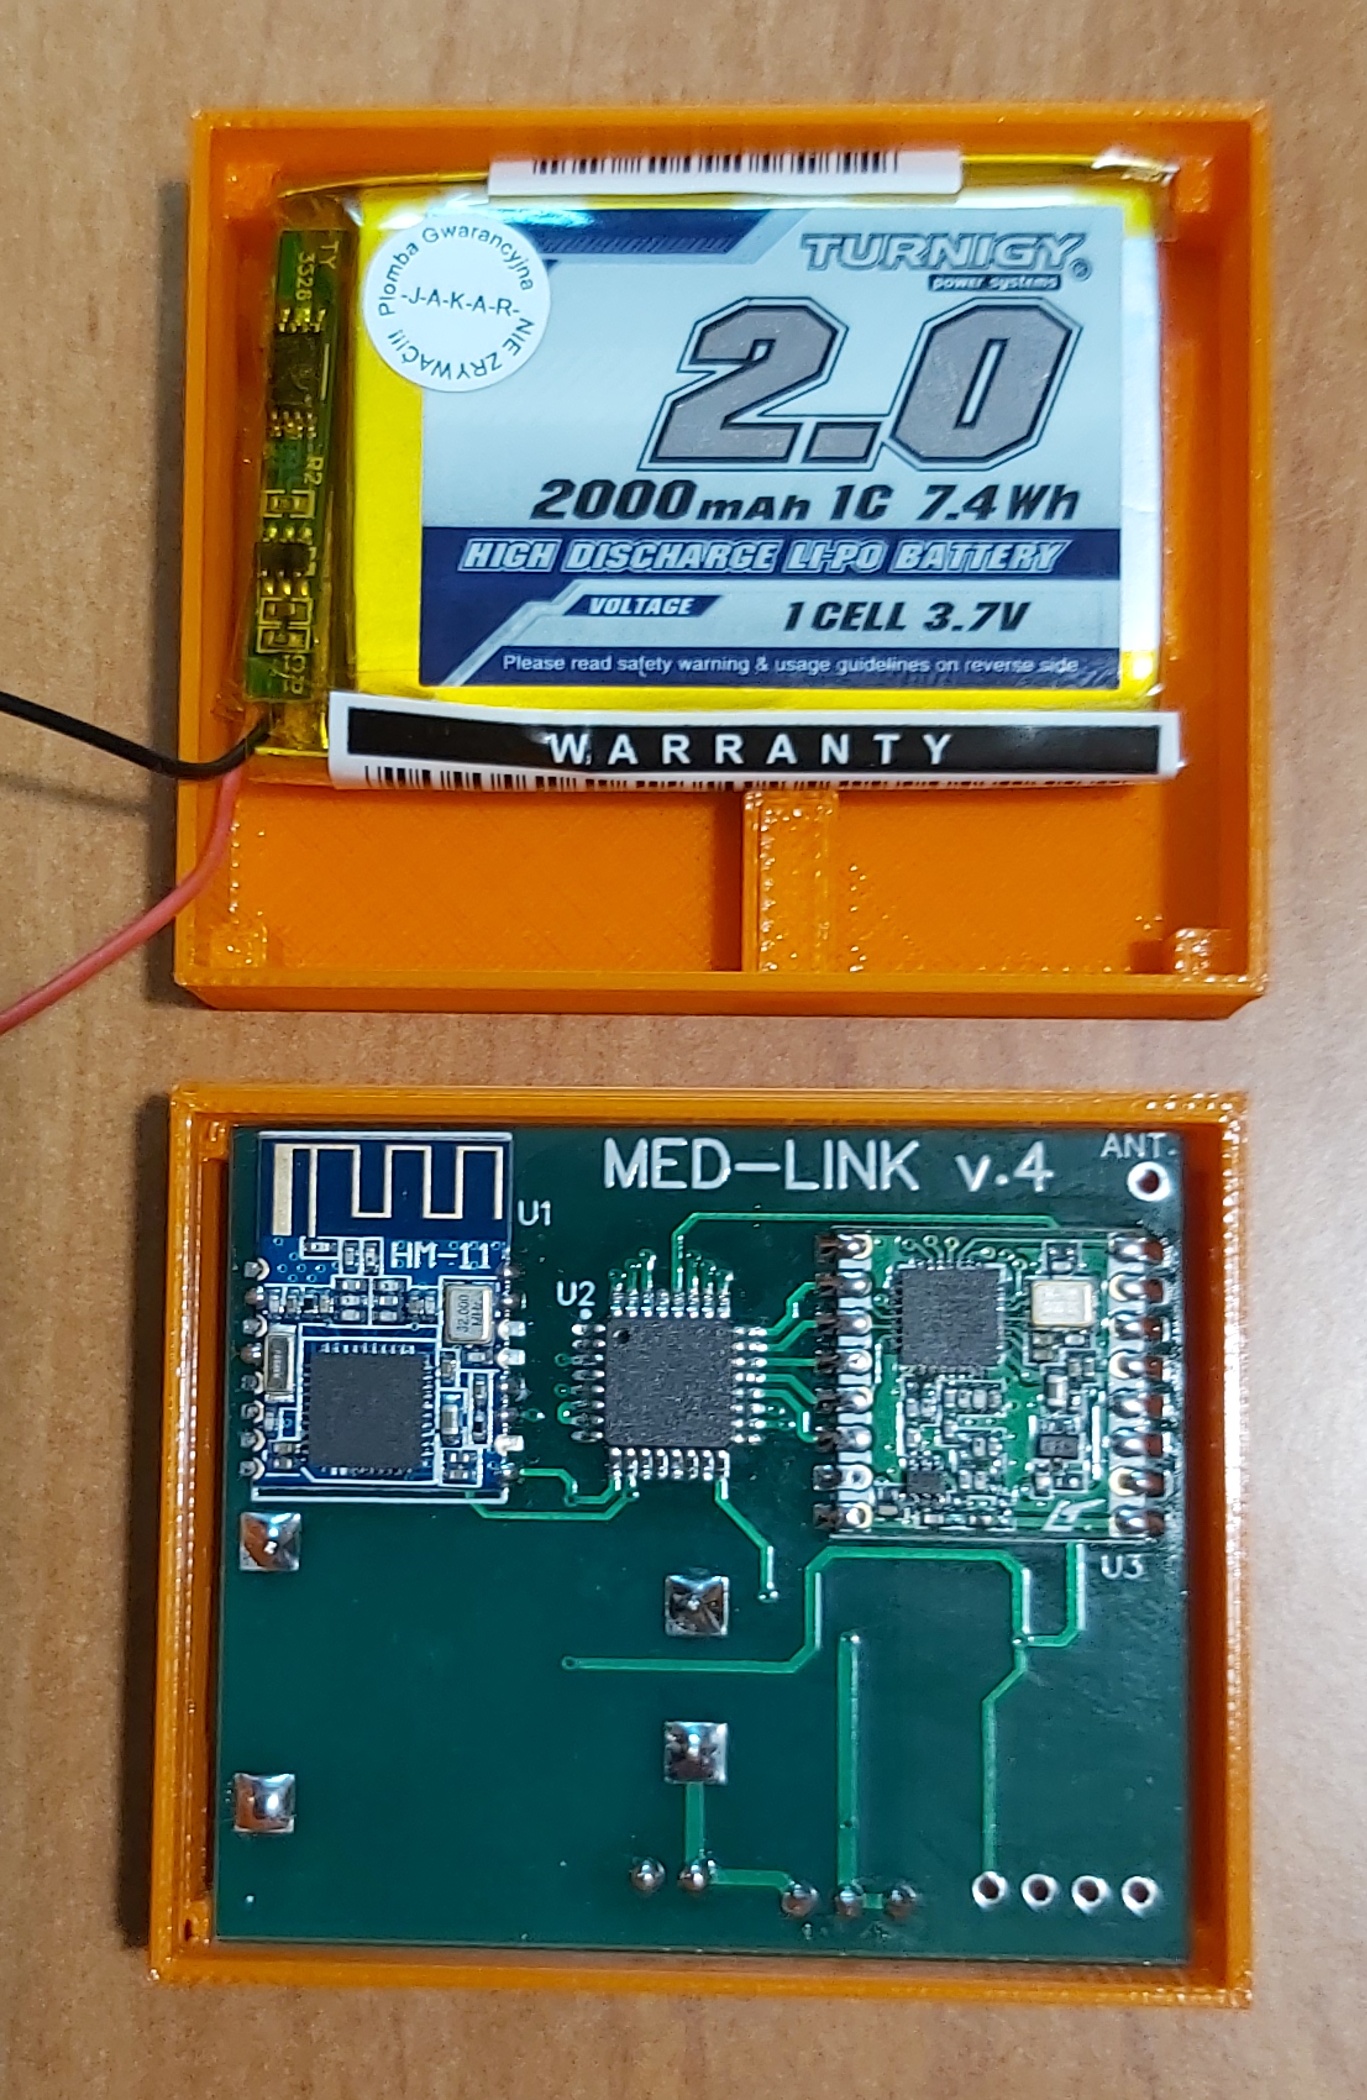 TY
3526
R2
Plomba Gwarancyjna
-J-A-K-A-R-
NIE ZRYWAĆ!!!
TURNIGY®
power systems
2.0
2000mAh 1C 7.4Wh
HIGH DISCHARGE LI-PO BATTERY
VOLTAGE
1 CELL 3.7V
Please read safety warning & usage guidelines on reverse side.
WARRANTY
MED-LINK v.4
ANT.
U1
HM-11
32.000
U2
U3